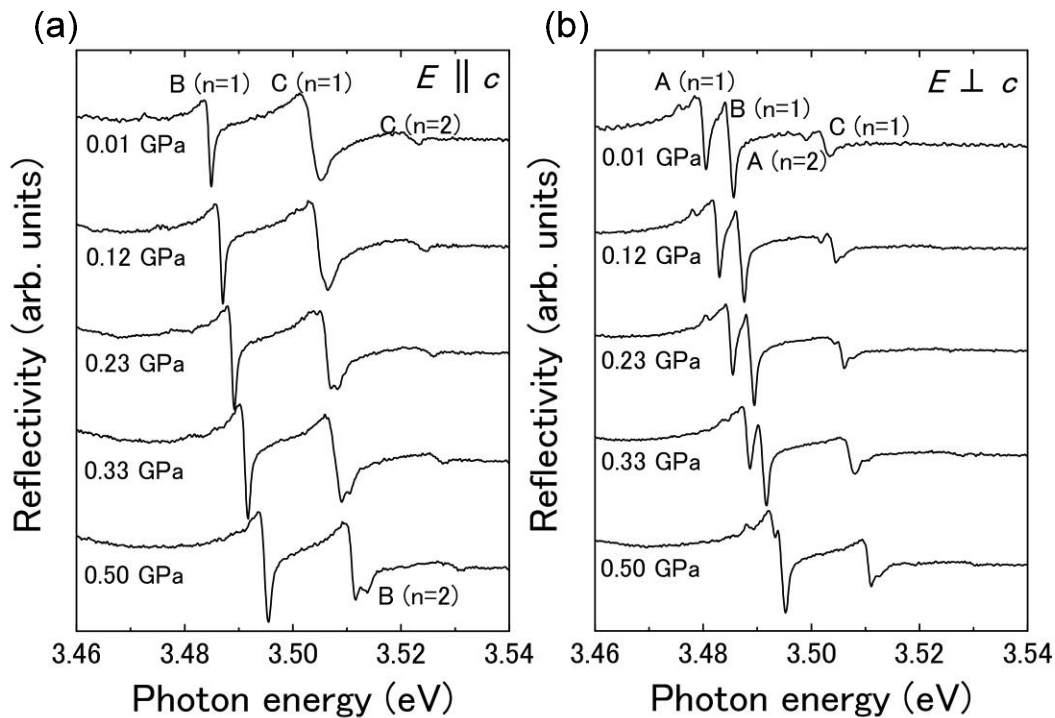 (a)
E ∥ c
B (n=1)
C (n=1)
C (n=2)
0.01 GPa
0.12 GPa
0.23 GPa
0.33 GPa
0.50 GPa
B (n=2)
Reflectivity (arb. units)
3.46 3.48 3.50 3.52 3.54
Photon energy (eV)
(b)
E ⊥ c
A (n=1)
B (n=1)
C (n=1)
A (n=2)
0.01 GPa
0.12 GPa
0.23 GPa
0.33 GPa
0.50 GPa
Reflectivity (arb. units)
3.46 3.48 3.50 3.52 3.54
Photon energy (eV)